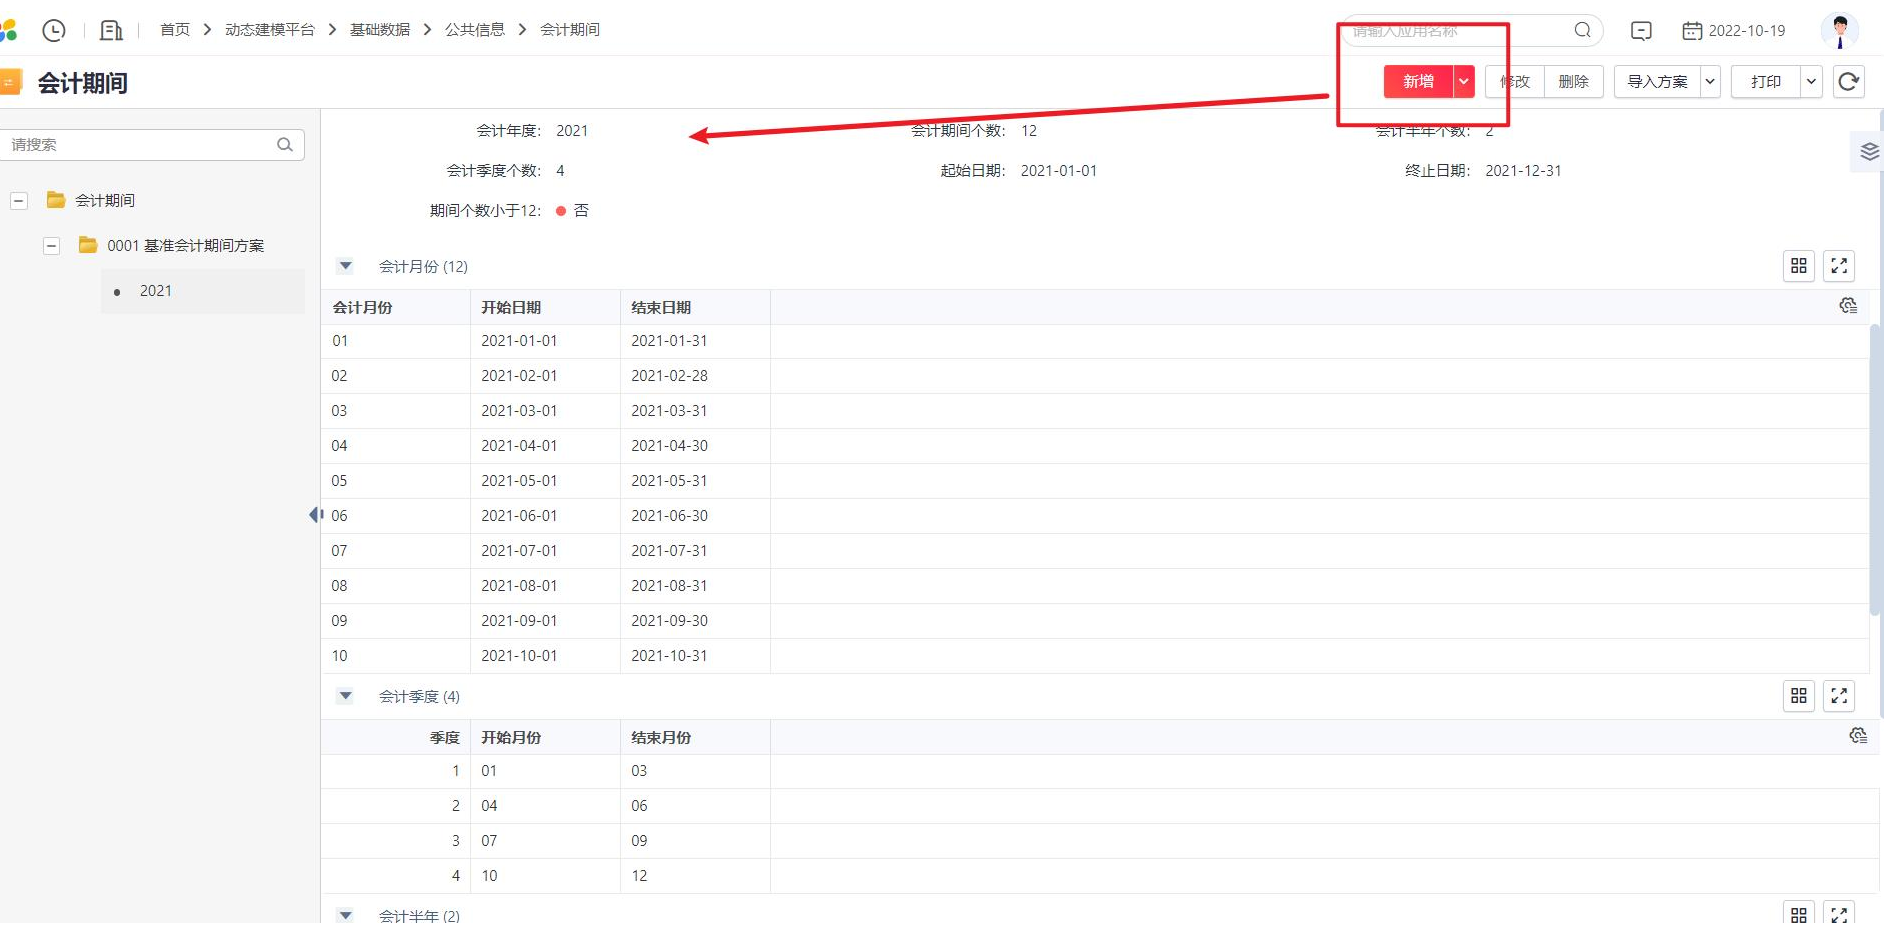 首页 动态建模平台 基础数据 公共信息 会计期间 请输入应用名称 2022-10-19
会计期间 新增 修改 删除 导入方案 打印
请搜索
会计期间
0001 基准会计期间方案
2021
会计年度： 2021 会计期间个数： 12 会计半年个数： 2
会计季度个数： 4 起始日期： 2021-01-01 终止日期： 2021-12-31
期间个数小于12： 否
会计月份 (12)
会计月份 开始日期 结束日期
01 2021-01-01 2021-01-31
02 2021-02-01 2021-02-28
03 2021-03-01 2021-03-31
04 2021-04-01 2021-04-30
05 2021-05-01 2021-05-31
06 2021-06-01 2021-06-30
07 2021-07-01 2021-07-31
08 2021-08-01 2021-08-31
09 2021-09-01 2021-09-30
10 2021-10-01 2021-10-31
会计季度 (4)
季度 开始月份 结束月份
1 01 03
2 04 06
3 07 09
4 10 12
会计半年 (2)